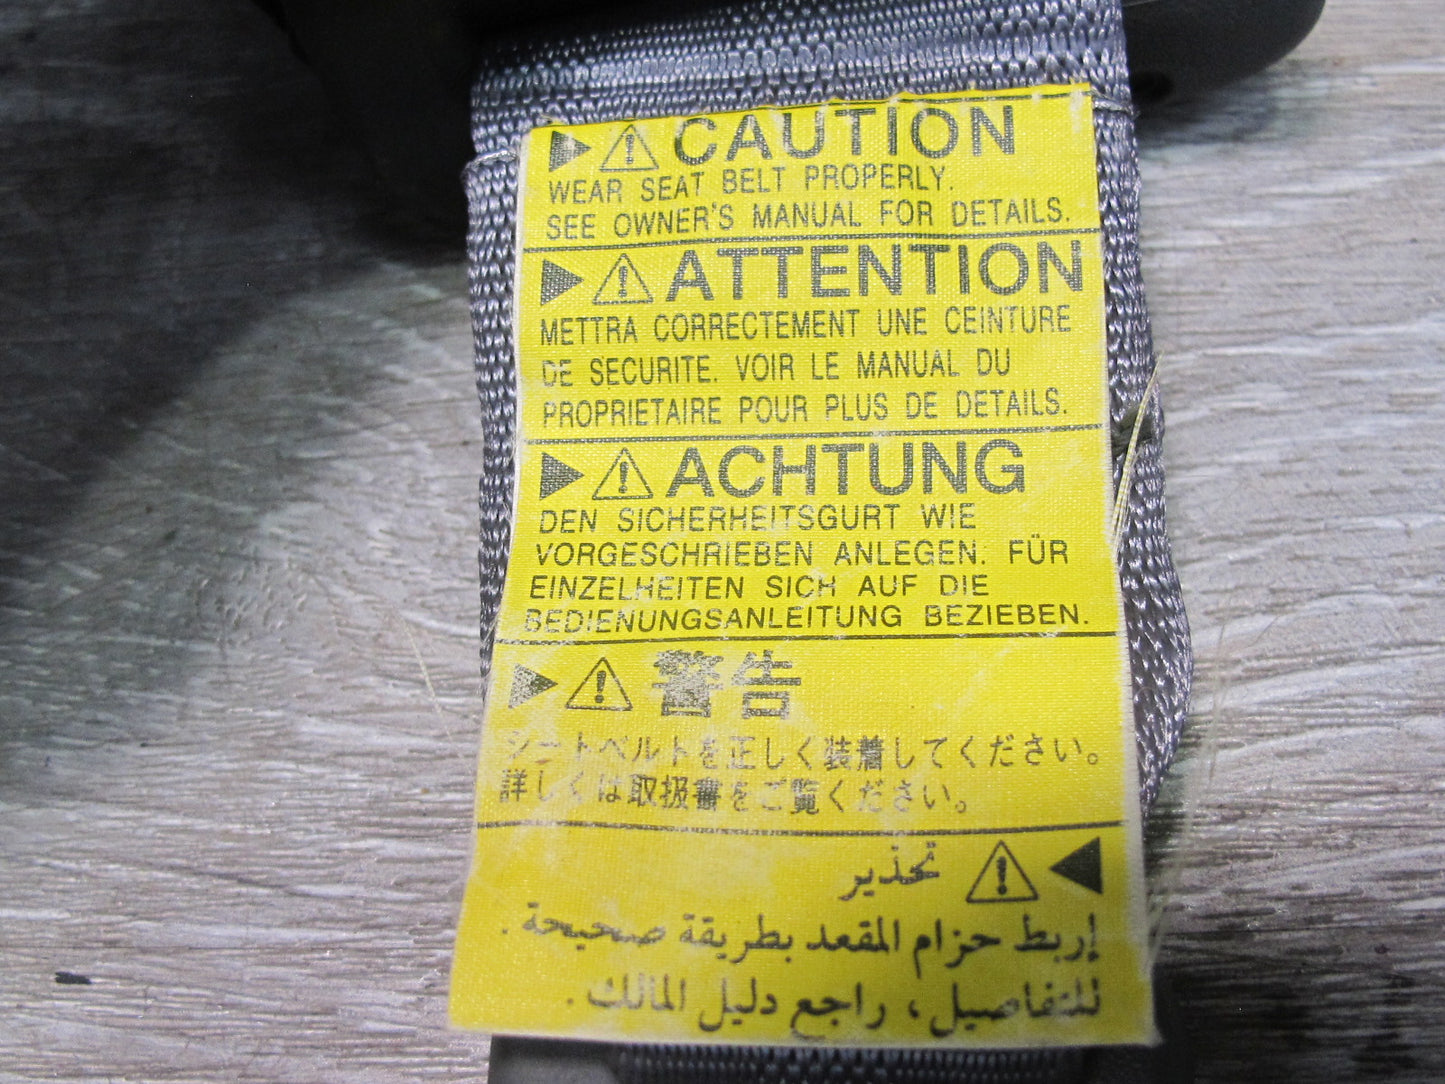 CAUTION
WEAR SEAT BELT PROPERLY.
SEE OWNER'S MANUAL FOR DETAILS.
ATTENTION
METTRA CORRECTEMENT UNE CEINTURE
DE SECURITE. VOIR LE MANUAL DU
PROPRIETAIRE POUR PLUS DE DETAILS.
ACHTUNG
DEN SICHERHEITSGURT WIE
VORGESCHRIEBEN ANLEGEN. FÜR
EINZELHEITEN SICH AUF DIE
BEDIENUNGSANLEITUNG BEZIEBEN.
警告
シートベルトを正しく装着してください。
詳しくは取扱書をご覧ください。
تحذير
إربط حزام المقعد بطريقة صحيحة .
للتفاصيل ، راجع دليل المالك .